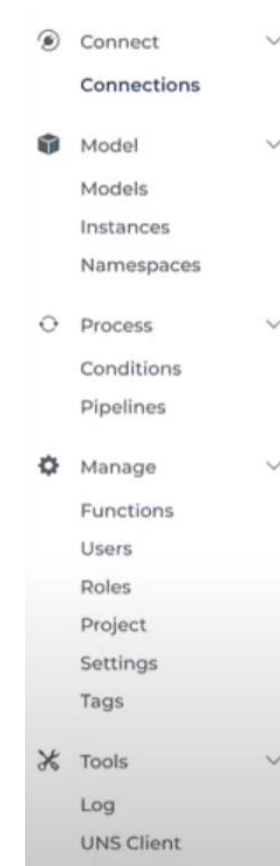 Connect
Connections
Model
Models
Instances
Namespaces
Process
Conditions
Pipelines
Manage
Functions
Users
Roles
Project
Settings
Tags
Tools
Log
UNS Client